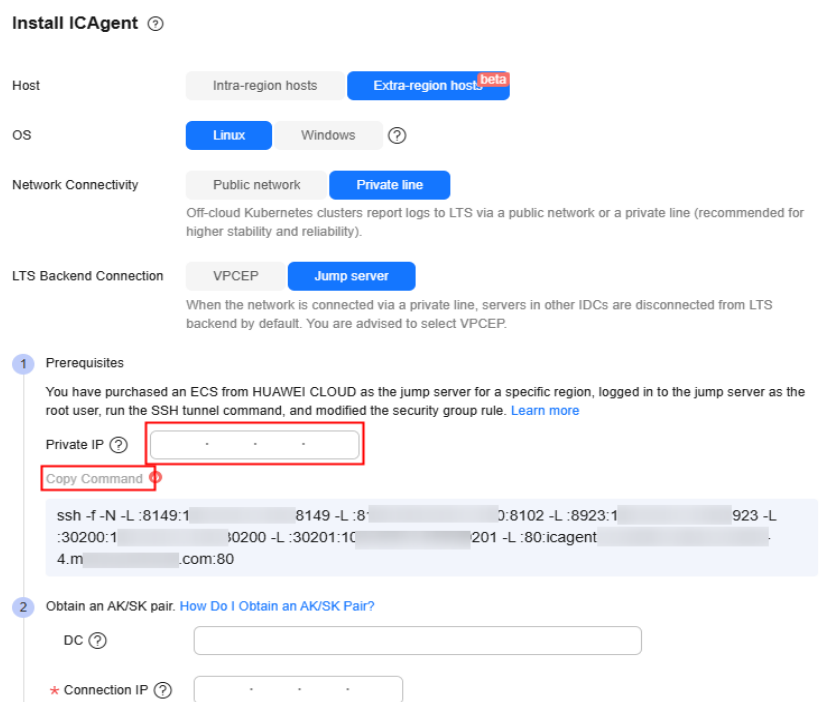 Install ICAgent ?
Host Intra-region hosts Extra-region hosts beta
OS Linux Windows ?
Network Connectivity Public network Private line
Off-cloud Kubernetes clusters report logs to LTS via a public network or a private line (recommended for
higher stability and reliability).
LTS Backend Connection VPCEP Jump server
When the network is connected via a private line, servers in other IDCs are disconnected from LTS
backend by default. You are advised to select VPCEP.
1 Prerequisites
You have purchased an ECS from HUAWEI CLOUD as the jump server for a specific region, logged in to the jump server as the
root user, run the SSH tunnel command, and modified the security group rule. Learn more
Private IP ? . . .
Copy Command
ssh -f -N -L :8149:1 8149 -L :8 0:8102 -L :8923:1 923 -L
:30200:1 30200 -L :30201:10 201 -L :80:icagent
4.m .com:80
2 Obtain an AK/SK pair. How Do I Obtain an AK/SK Pair?
DC ?
* Connection IP ? . . .